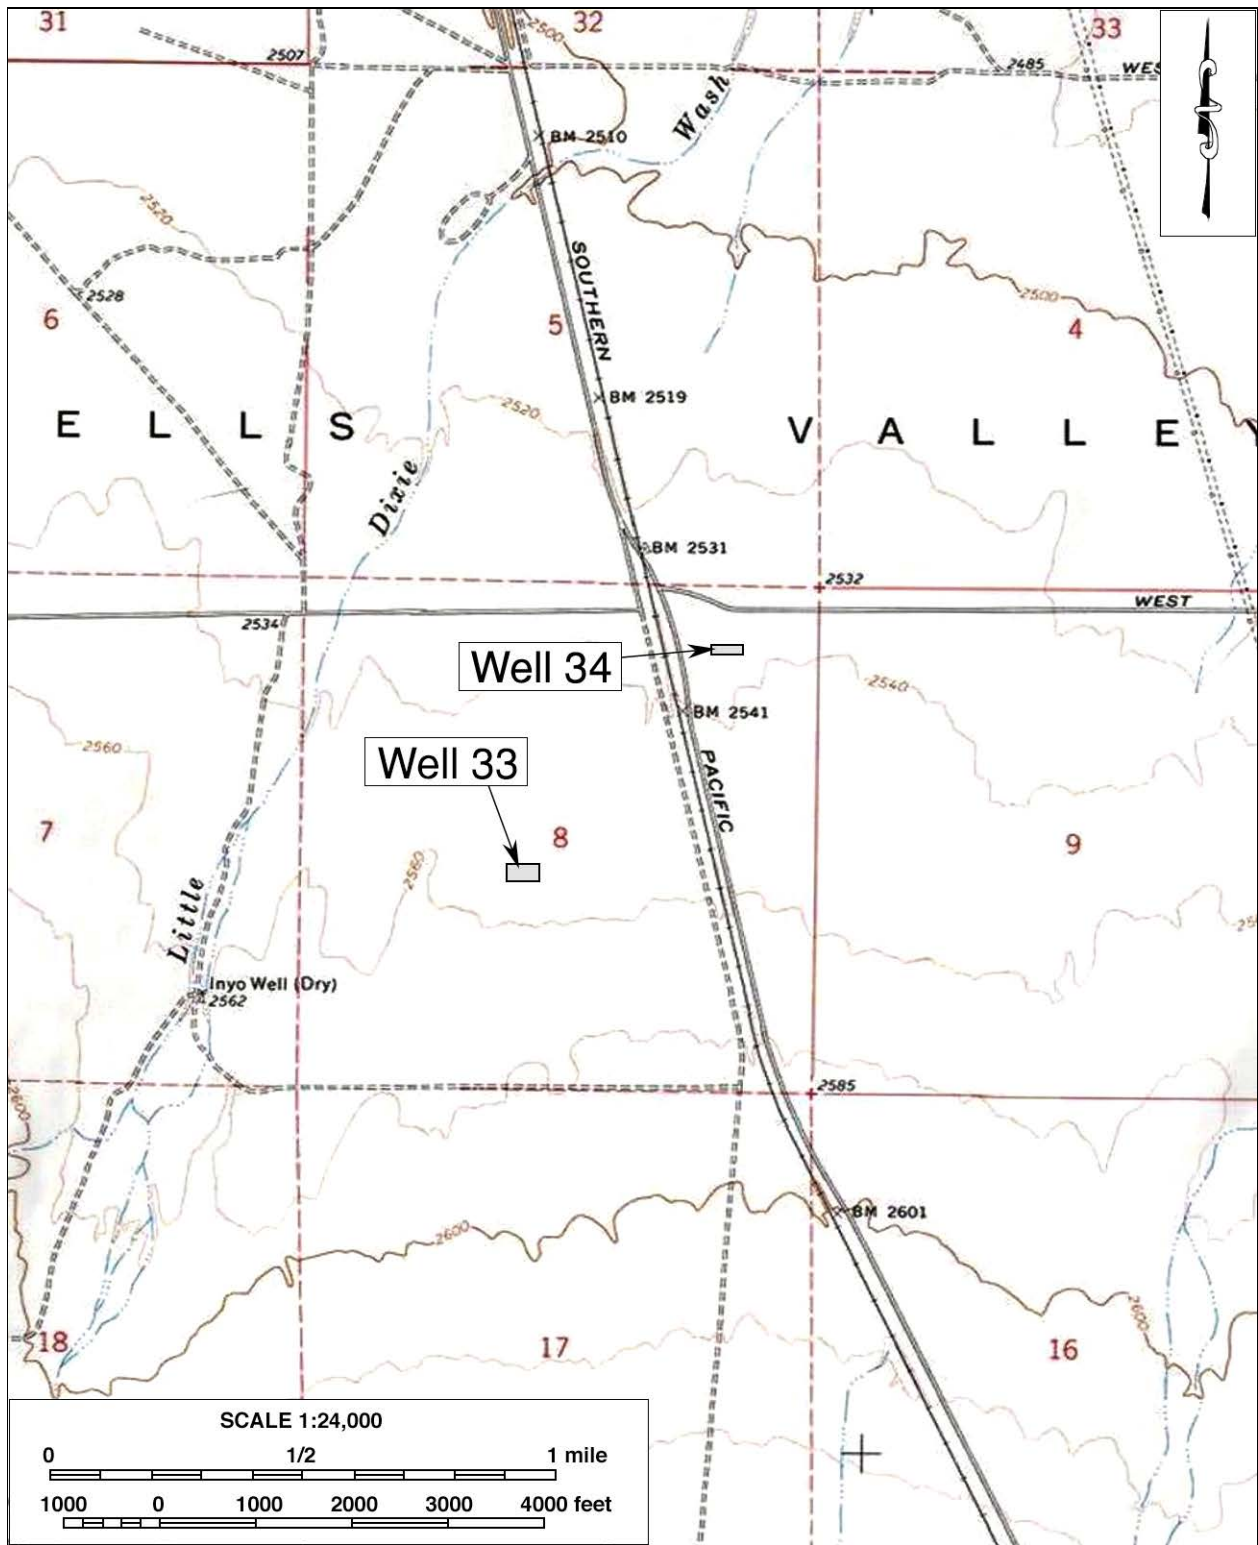 31
32
33
2500
2507
2485
WES
Wash
BM 2510
2520
SOUTHERN
2528
2500
6
5
4
BM 2519
2520
E L L S
V A L L E
Dixie
BM 2531
2532
WEST
2534
Well 34
2540
BM 2541
2560
Well 33
PACIFIC
7
8
9
2560
Little
25
Inyo Well (Dry)
2562
2585
2600
BM 2601
2600
2600
18
17
16
SCALE 1:24,000
0 1/2 1 mile
1000 0 1000 2000 3000 4000 feet